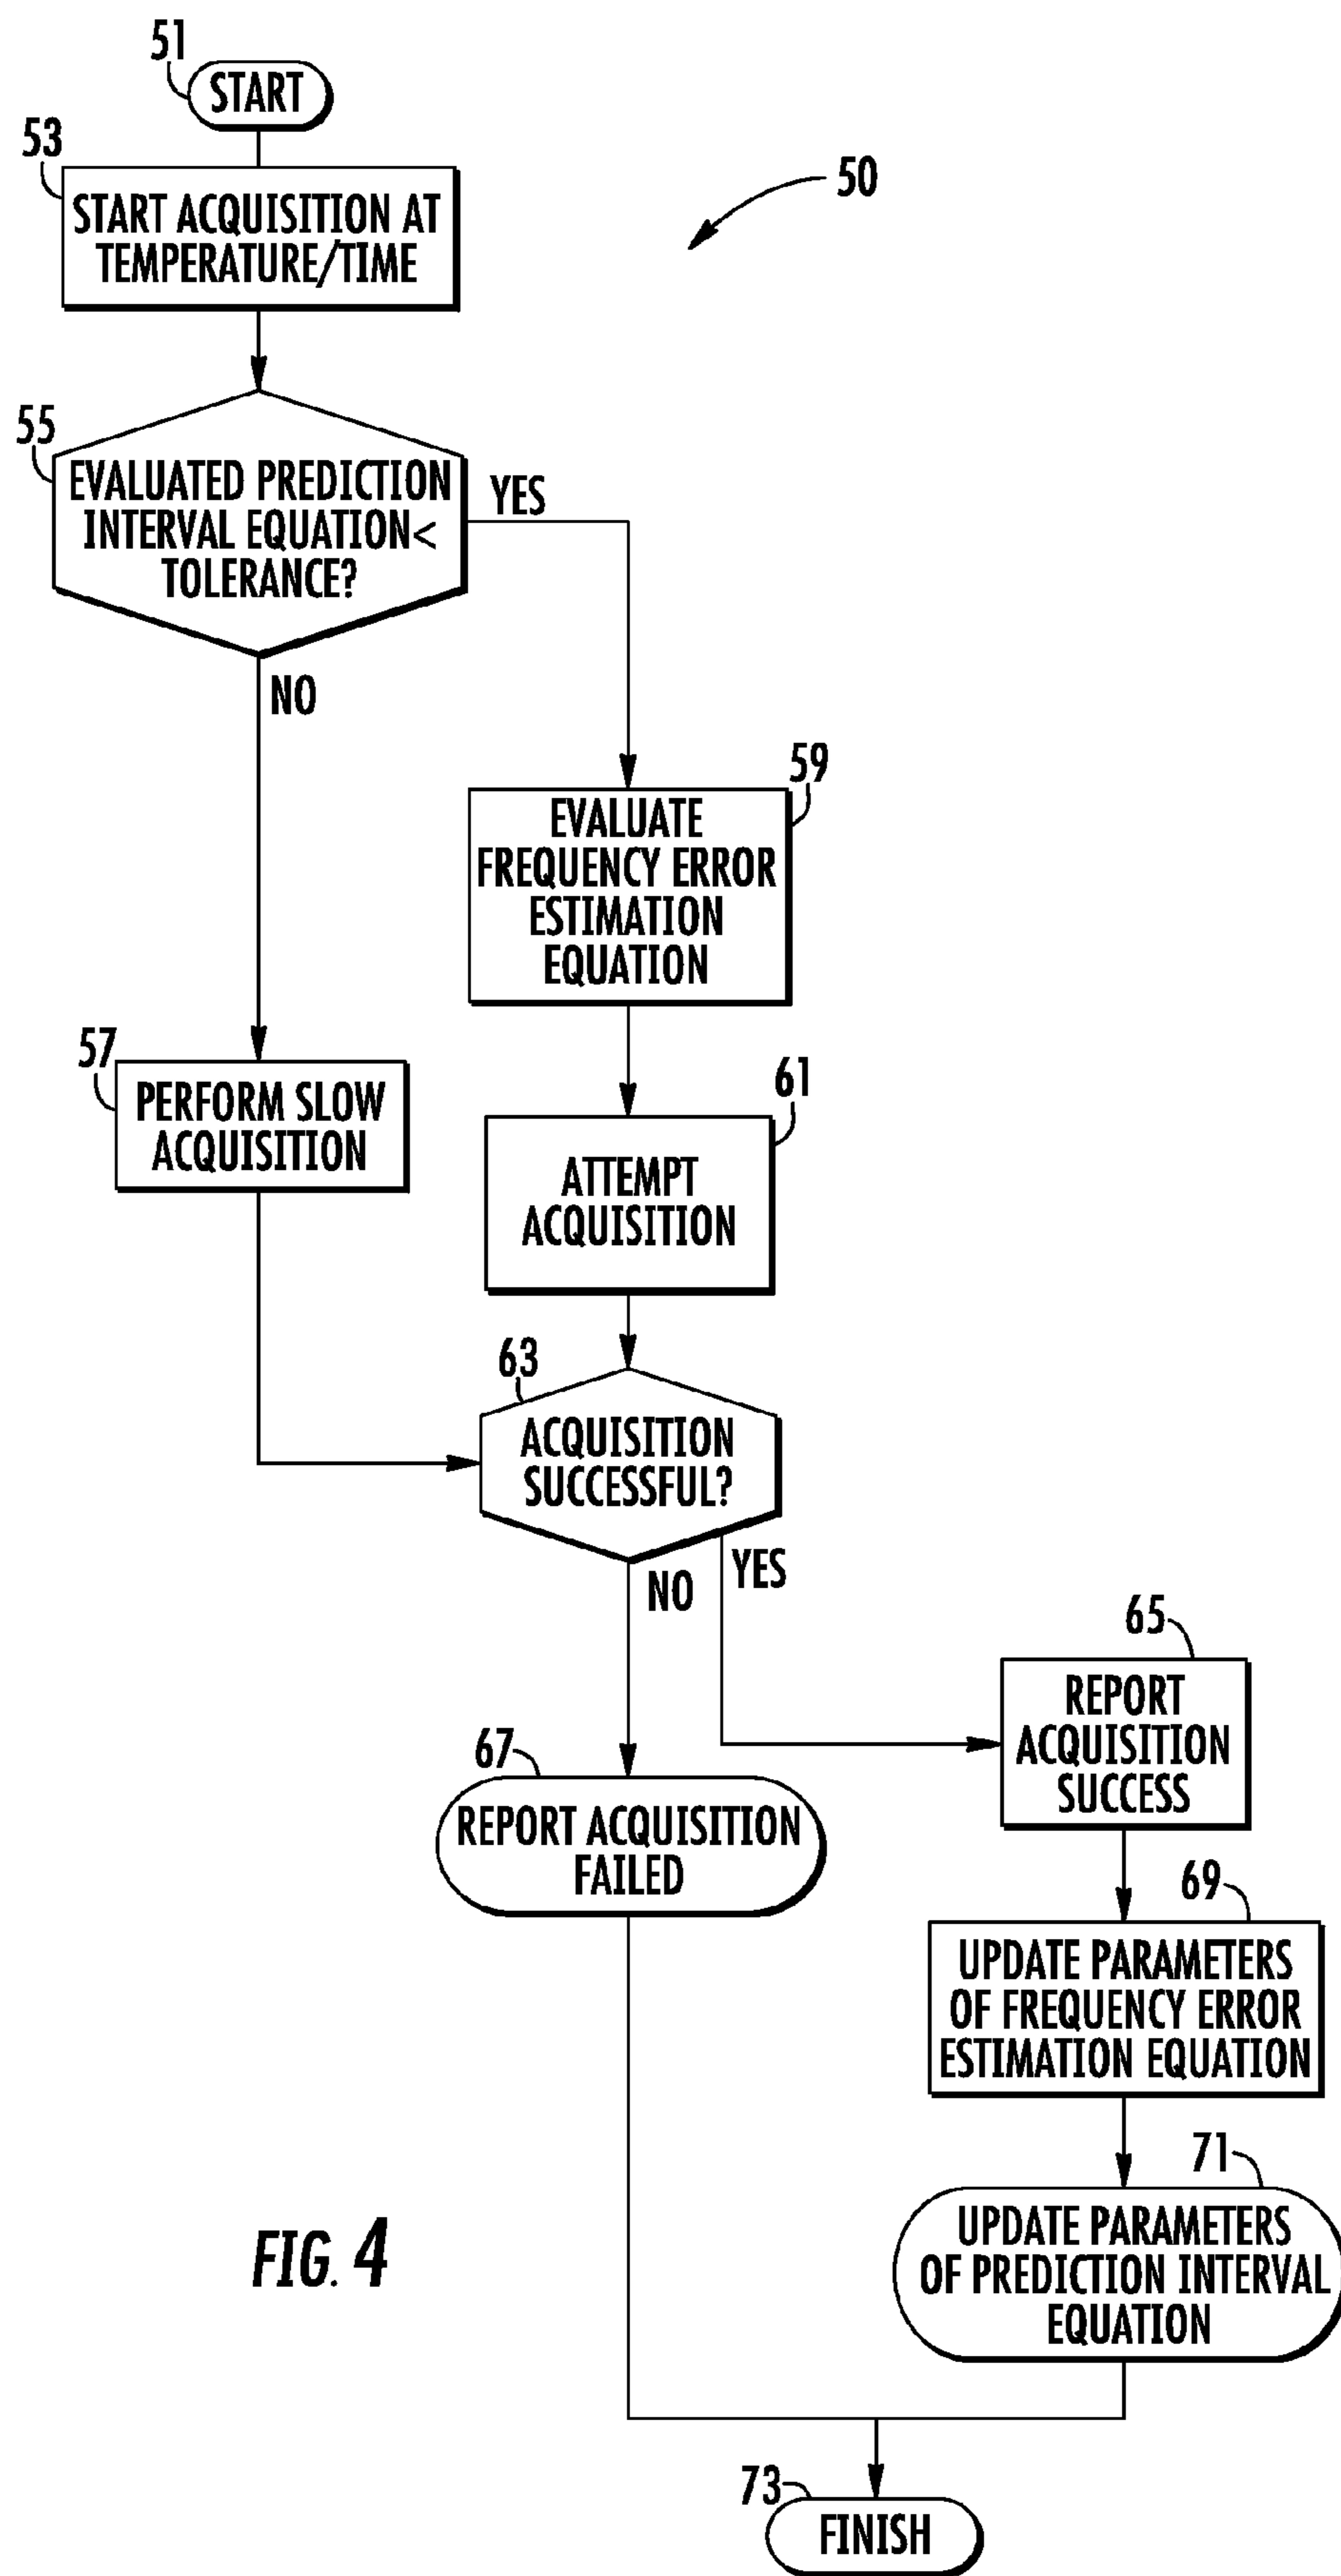 51
START
53
START ACQUISITION AT
TEMPERATURE/TIME
50
55
EVALUATED PREDICTION
INTERVAL EQUATION<
TOLERANCE?
YES
NO
59
EVALUATE
FREQUENCY ERROR
ESTIMATION
EQUATION
57
PERFORM SLOW
ACQUISITION
61
ATTEMPT
ACQUISITION
63
ACQUISITION
SUCCESSFUL?
YES
NO
65
REPORT
ACQUISITION
SUCCESS
67
REPORT ACQUISITION
FAILED
69
UPDATE PARAMETERS
OF FREQUENCY ERROR
ESTIMATION EQUATION
71
UPDATE PARAMETERS
OF PREDICTION INTERVAL
EQUATION
FIG. 4
73
FINISH